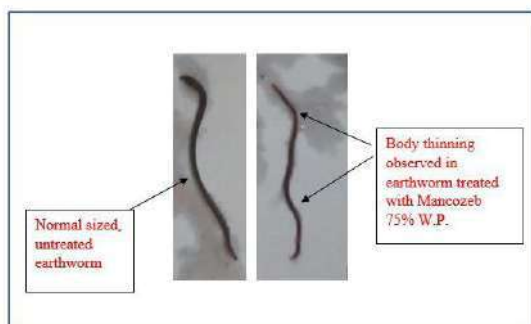 Normal sized,
untreated
earthworm
Body thinning
observed in
earthworm treated
with Mancozeb
75% W.P.